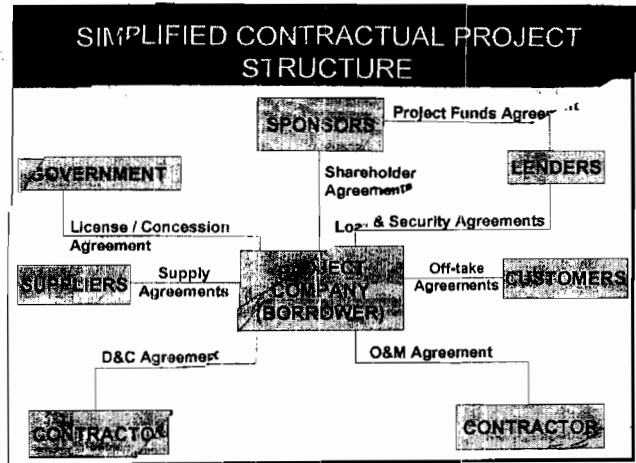 SIMPLIFIED CONTRACTUAL PROJECT
STRUCTURE
SPONSORS
Project Funds Agreement
GOVERNMENT
LENDERS
Shareholder
Agreements
License / Concession
Agreement
Loan & Security Agreements
SUPPLIERS
Supply
Agreements
PROJECT
COMPANY
(BORROWER)
Off-take
Agreements
CUSTOMERS
D&C Agreement
O&M Agreement
CONTRACTOR
CONTRACTOR